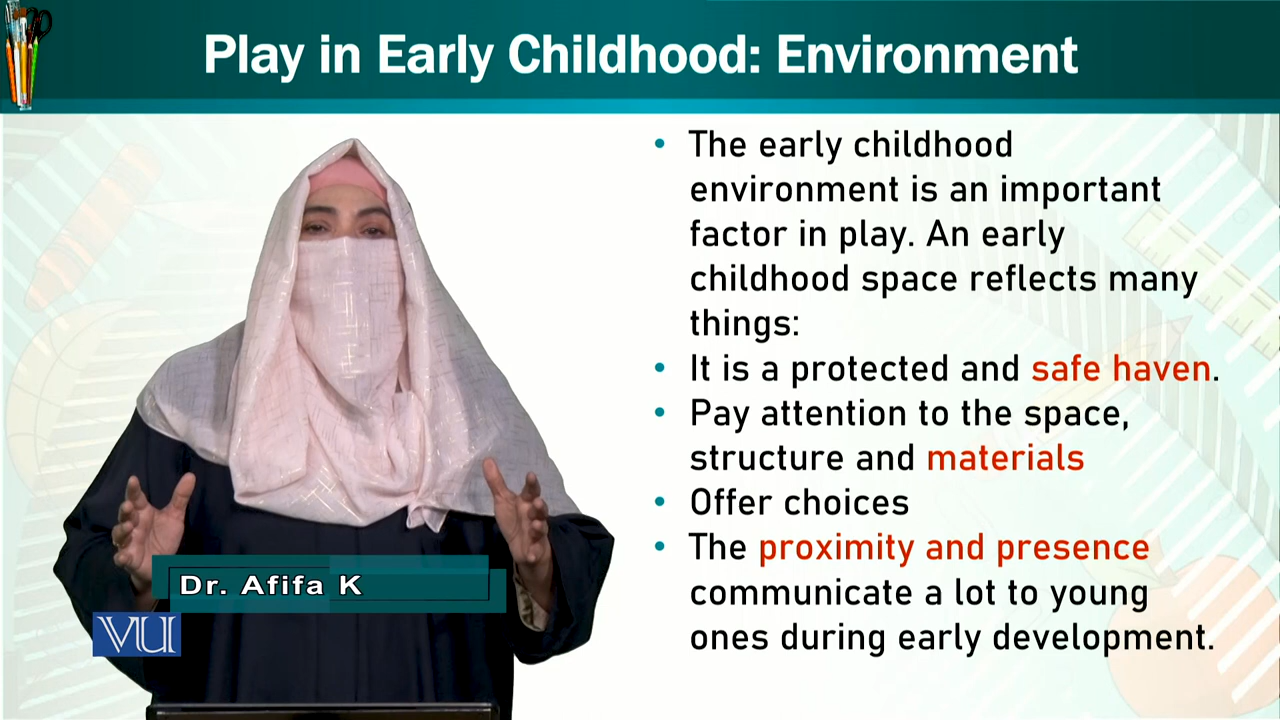 Play in Early Childhood: Environment
• The early childhood
environment is an important
factor in play. An early
childhood space reflects many
things:
• It is a protected and safe haven.
• Pay attention to the space,
structure and materials
• Offer choices
• The proximity and presence
communicate a lot to young
ones during early development.
Dr. Afifa K
VU